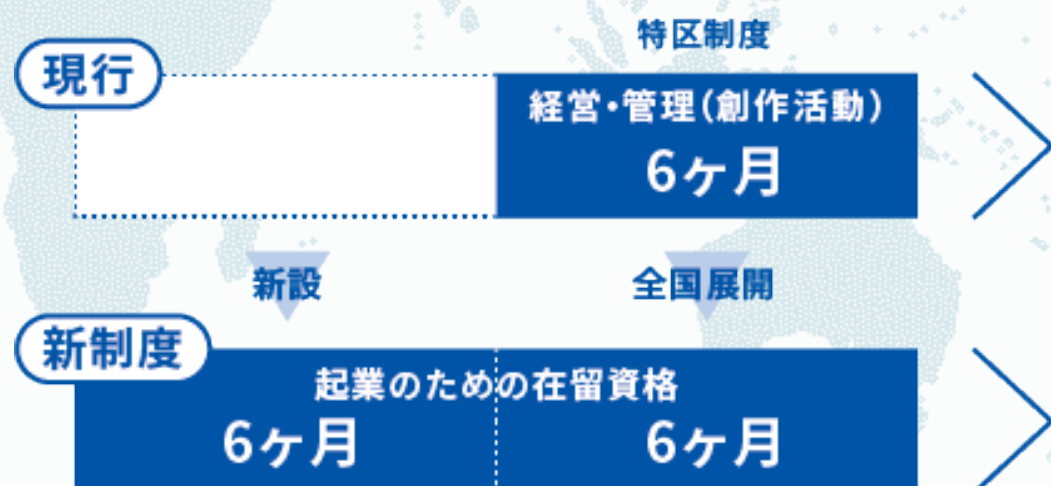 特区制度
現行
経営・管理(創作活動)
6ヶ月
新設
全国展開
新制度
起業のための在留資格
6ヶ月
6ヶ月